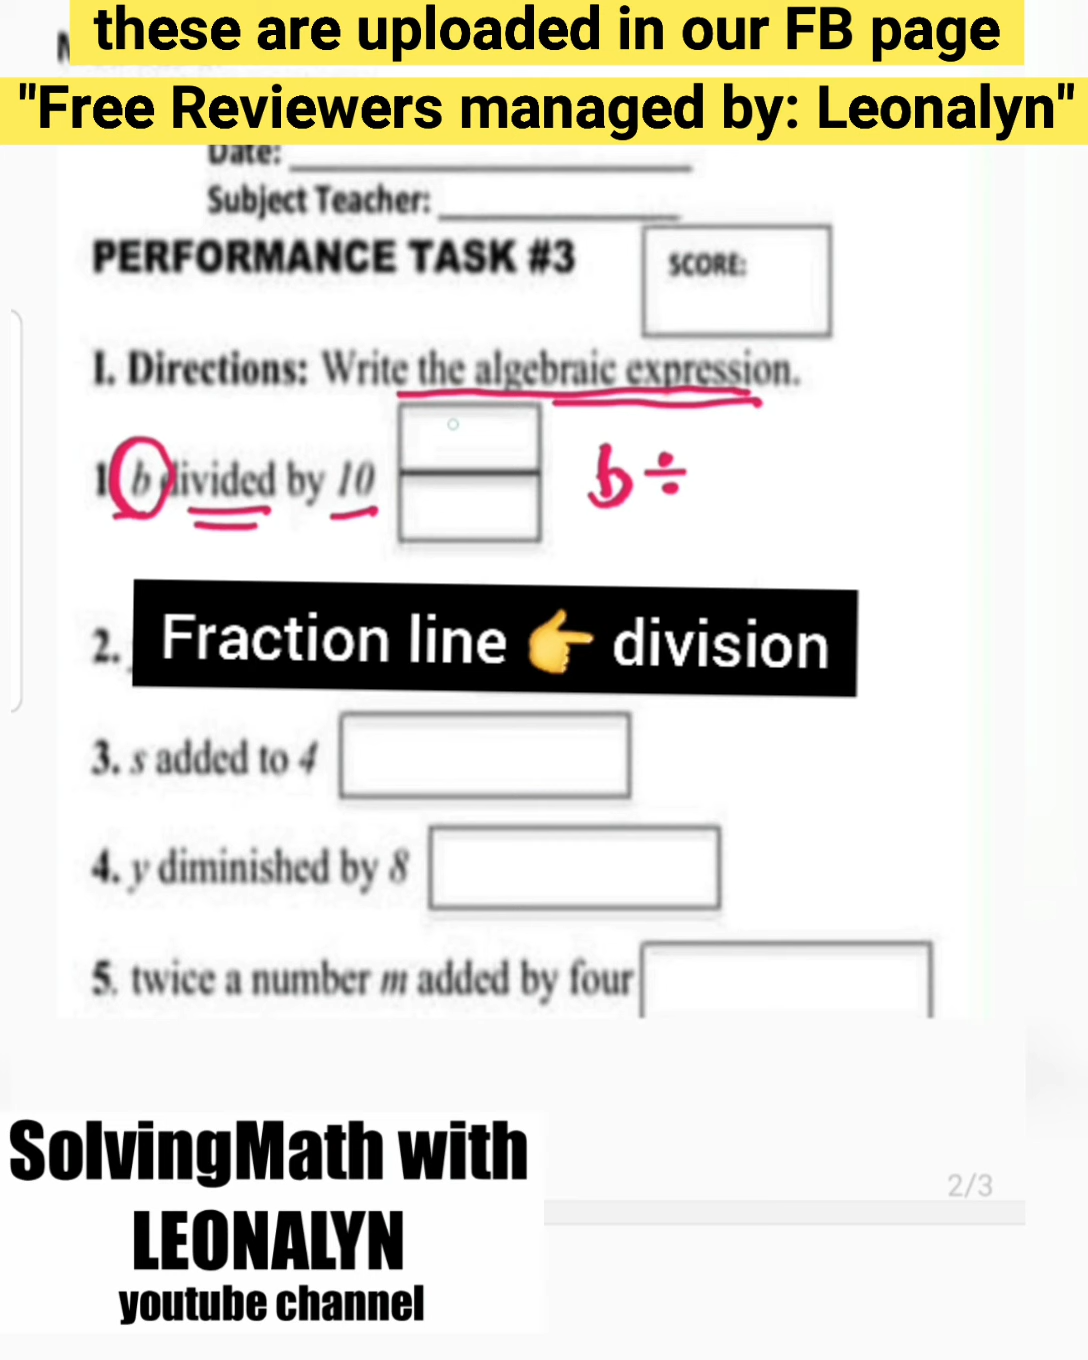 these are uploaded in our FB page
"Free Reviewers managed by: Leonalyn"
Date:
Subject Teacher:
PERFORMANCE TASK #3
SCORE:
I. Directions: Write the algebraic expression.
1 b divided by 10
b ÷
2.
Fraction line 👉 division
3. s added to 4
4. y diminished by 8
5. twice a number m added by four
2/3
SolvingMath with
LEONALYN
youtube channel